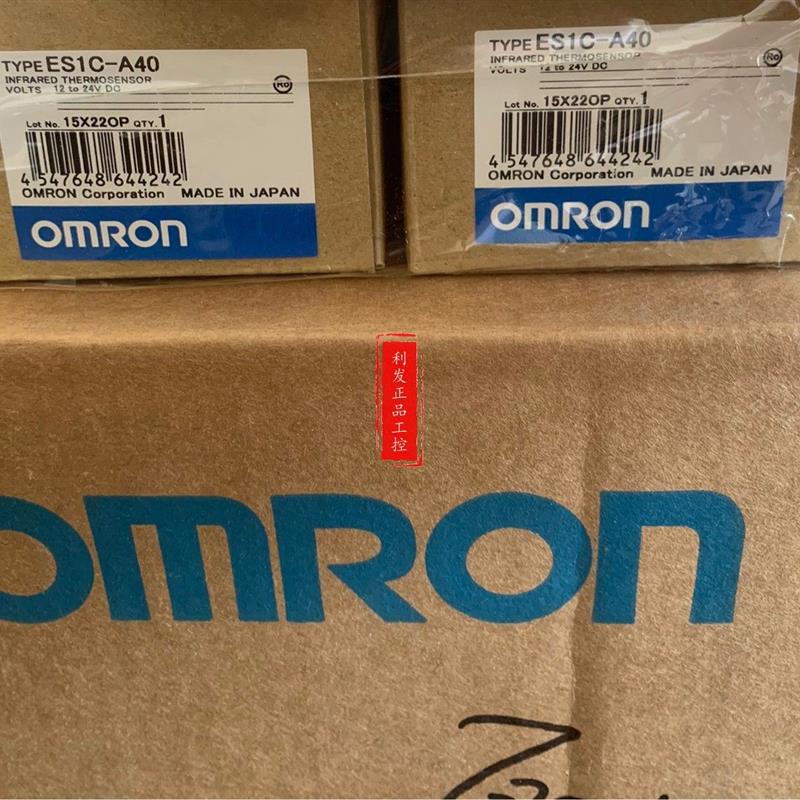 TYPE ES1C-A40
INFRARED THERMOSENSOR
VOLTS 12 to 24V DC
Lot No. 15X22OP QTY. 1
4 547648 644242
OMRON Corporation MADE IN JAPAN
OMRON
TYPE ES1C-A40
INFRARED THERMOSENSOR
VOLTS 12 to 24V DC
Lot No. 15X22OP QTY. 1
4 547648 644242
OMRON Corporation MADE IN JAPAN
OMRON
利发正品工控
OMRON